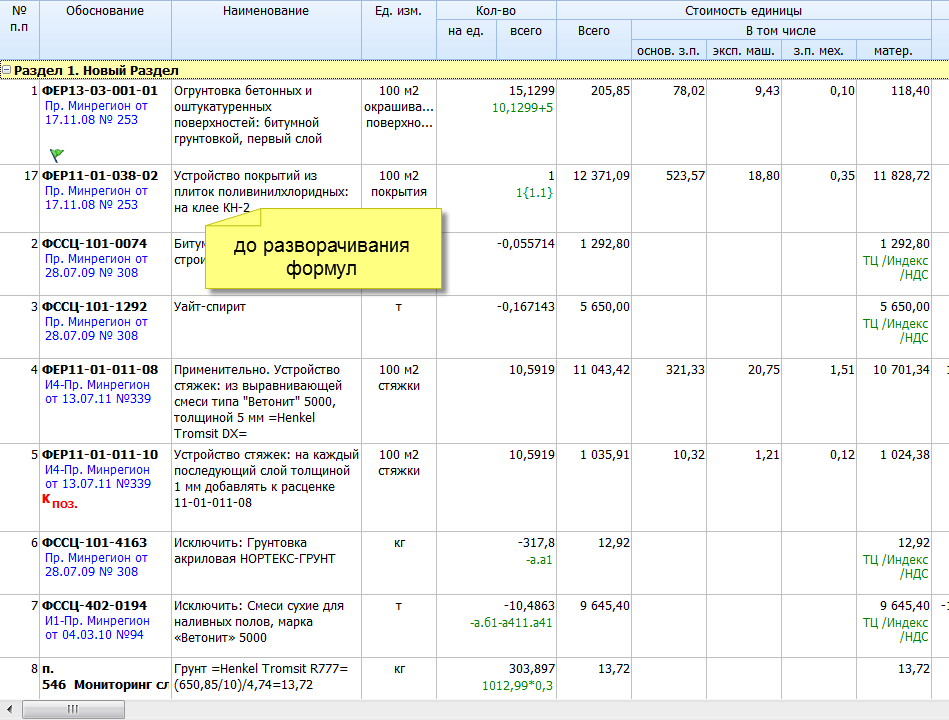 № п.п Обоснование Наименование Ед. изм. Кол-во Стоимость единицы
на ед. всего Всего В том числе
основ. з.п. эксп. маш. з.п. мех. матер.
Раздел 1. Новый Раздел
1 ФЕР13-03-001-01 Огрунтовка бетонных и 100 м2 15,1299 205,85 78,02 9,43 0,10 118,40
Пр. Минрегион от оштукатуренных окрашива... 10,1299+5
17.11.08 № 253 поверхностей: битумной поверхно...
грунтовкой, первый слой
17 ФЕР11-01-038-02 Устройство покрытий из 100 м2 1 12 371,09 523,57 18,80 0,35 11 828,72
Пр. Минрегион от плиток поливинилхлоридных: покрытия 1{1.1}
17.11.08 № 253 на клее КН-2
2 ФССЦ-101-0074 Биту -0,055714 1 292,80 1 292,80
Пр. Минрегион от строи ТЦ /Индекс
28.07.09 № 308 /НДС
до разворачивания
формул
3 ФССЦ-101-1292 Уайт-спирит т -0,167143 5 650,00 5 650,00
Пр. Минрегион от ТЦ /Индекс
28.07.09 № 308 /НДС
4 ФЕР11-01-011-08 Применительно. Устройство 100 м2 10,5919 11 043,42 321,33 20,75 1,51 10 701,34
И4-Пр. Минрегион стяжек: из выравнивающей стяжки
от 13.07.11 №339 смеси типа "Ветонит" 5000,
толщиной 5 мм =Henkel
Tromsit DX=
5 ФЕР11-01-011-10 Устройство стяжек: на каждый 100 м2 10,5919 1 035,91 10,32 1,21 0,12 1 024,38
И4-Пр. Минрегион последующий слой толщиной стяжки
от 13.07.11 №339 1 мм добавлять к расценке
К поз. 11-01-011-08
6 ФССЦ-101-4163 Исключить: Грунтовка кг -317,8 12,92 12,92
Пр. Минрегион от акриловая НОРТЕКС-ГРУНТ -а.а1 ТЦ /Индекс
28.07.09 № 308 /НДС
7 ФССЦ-402-0194 Исключить: Смеси сухие для т -10,4863 9 645,40 9 645,40
И1-Пр. Минрегион наливных полов, марка -а.б1-а411.а41 ТЦ /Индекс
от 04.03.10 №94 «Ветонит» 5000 /НДС
8 п. Грунт =Henkel Tromsit R777= кг 303,897 13,72 13,72
546 Мониторинг сл (650,85/10)/4,74=13,72 1012,99*0,3